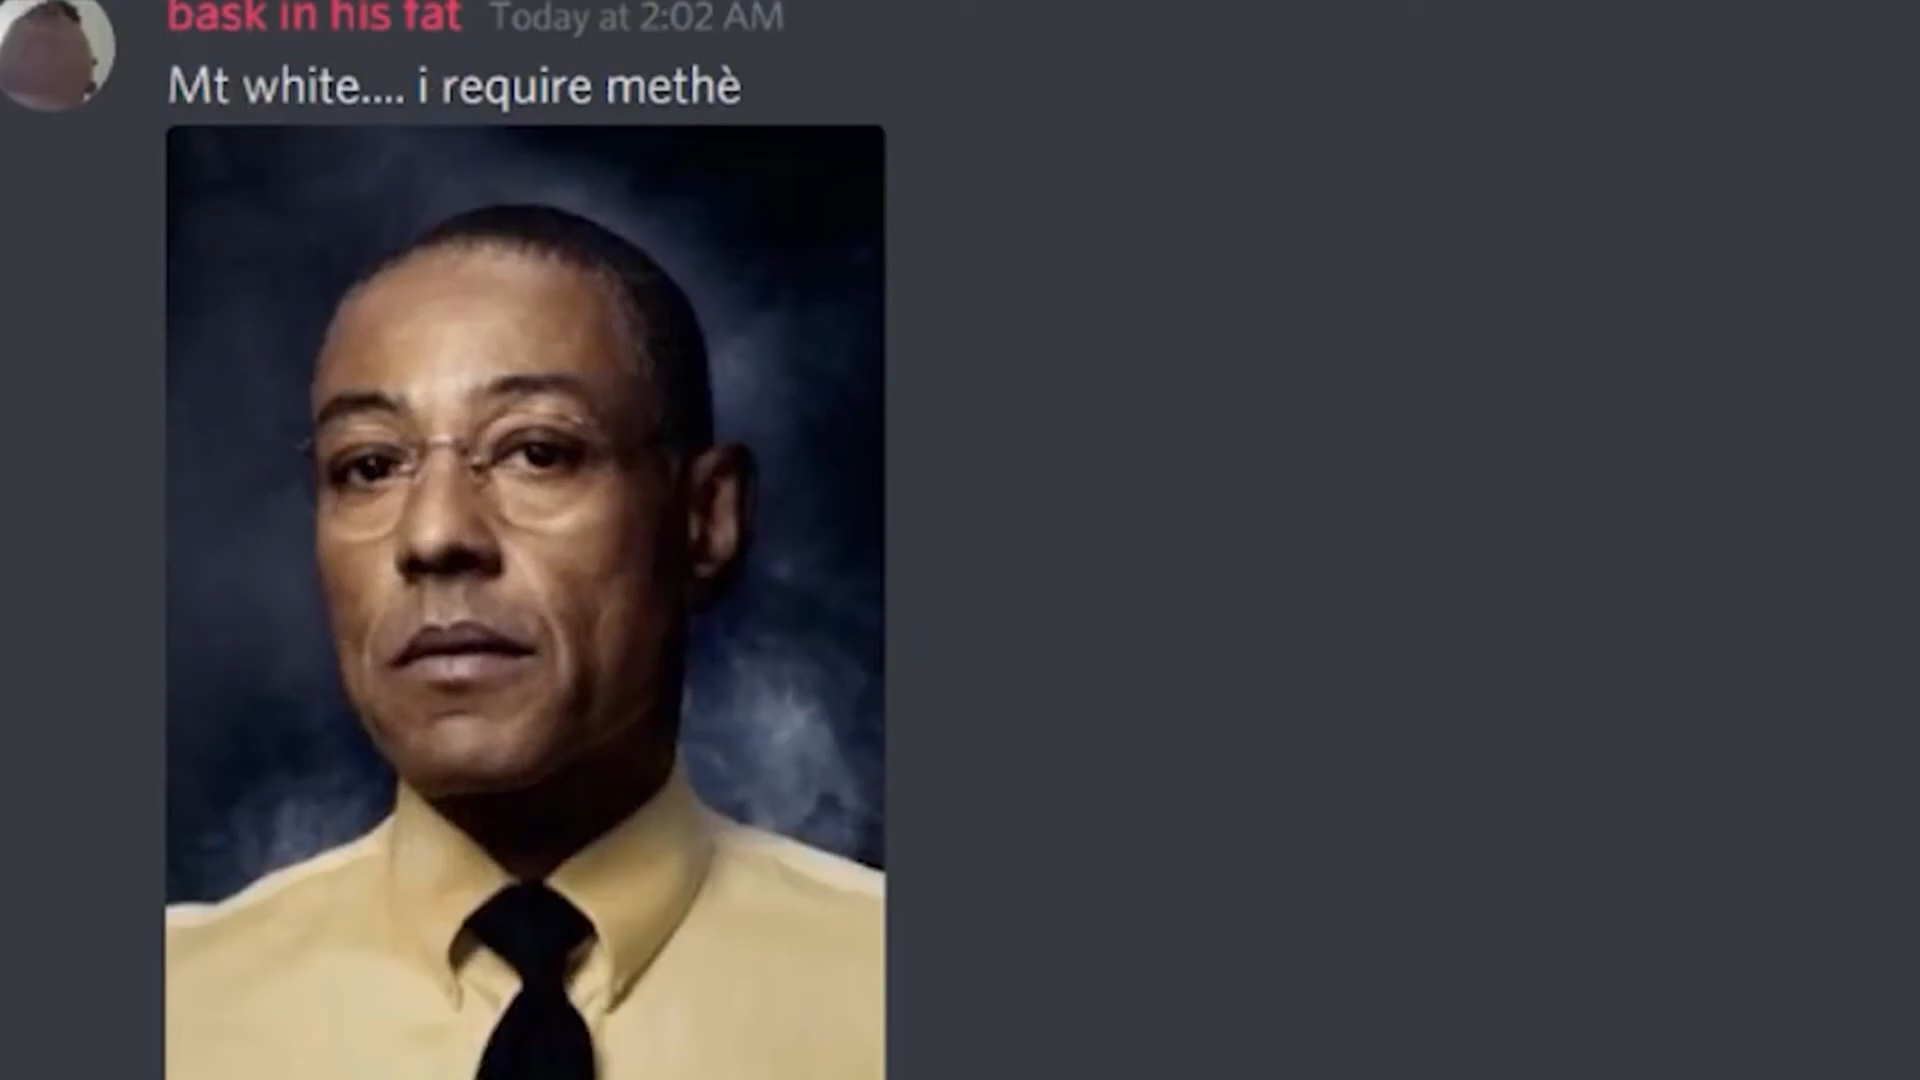 bask in his fat Today at 2:02 AM
Mt white.... i require methè